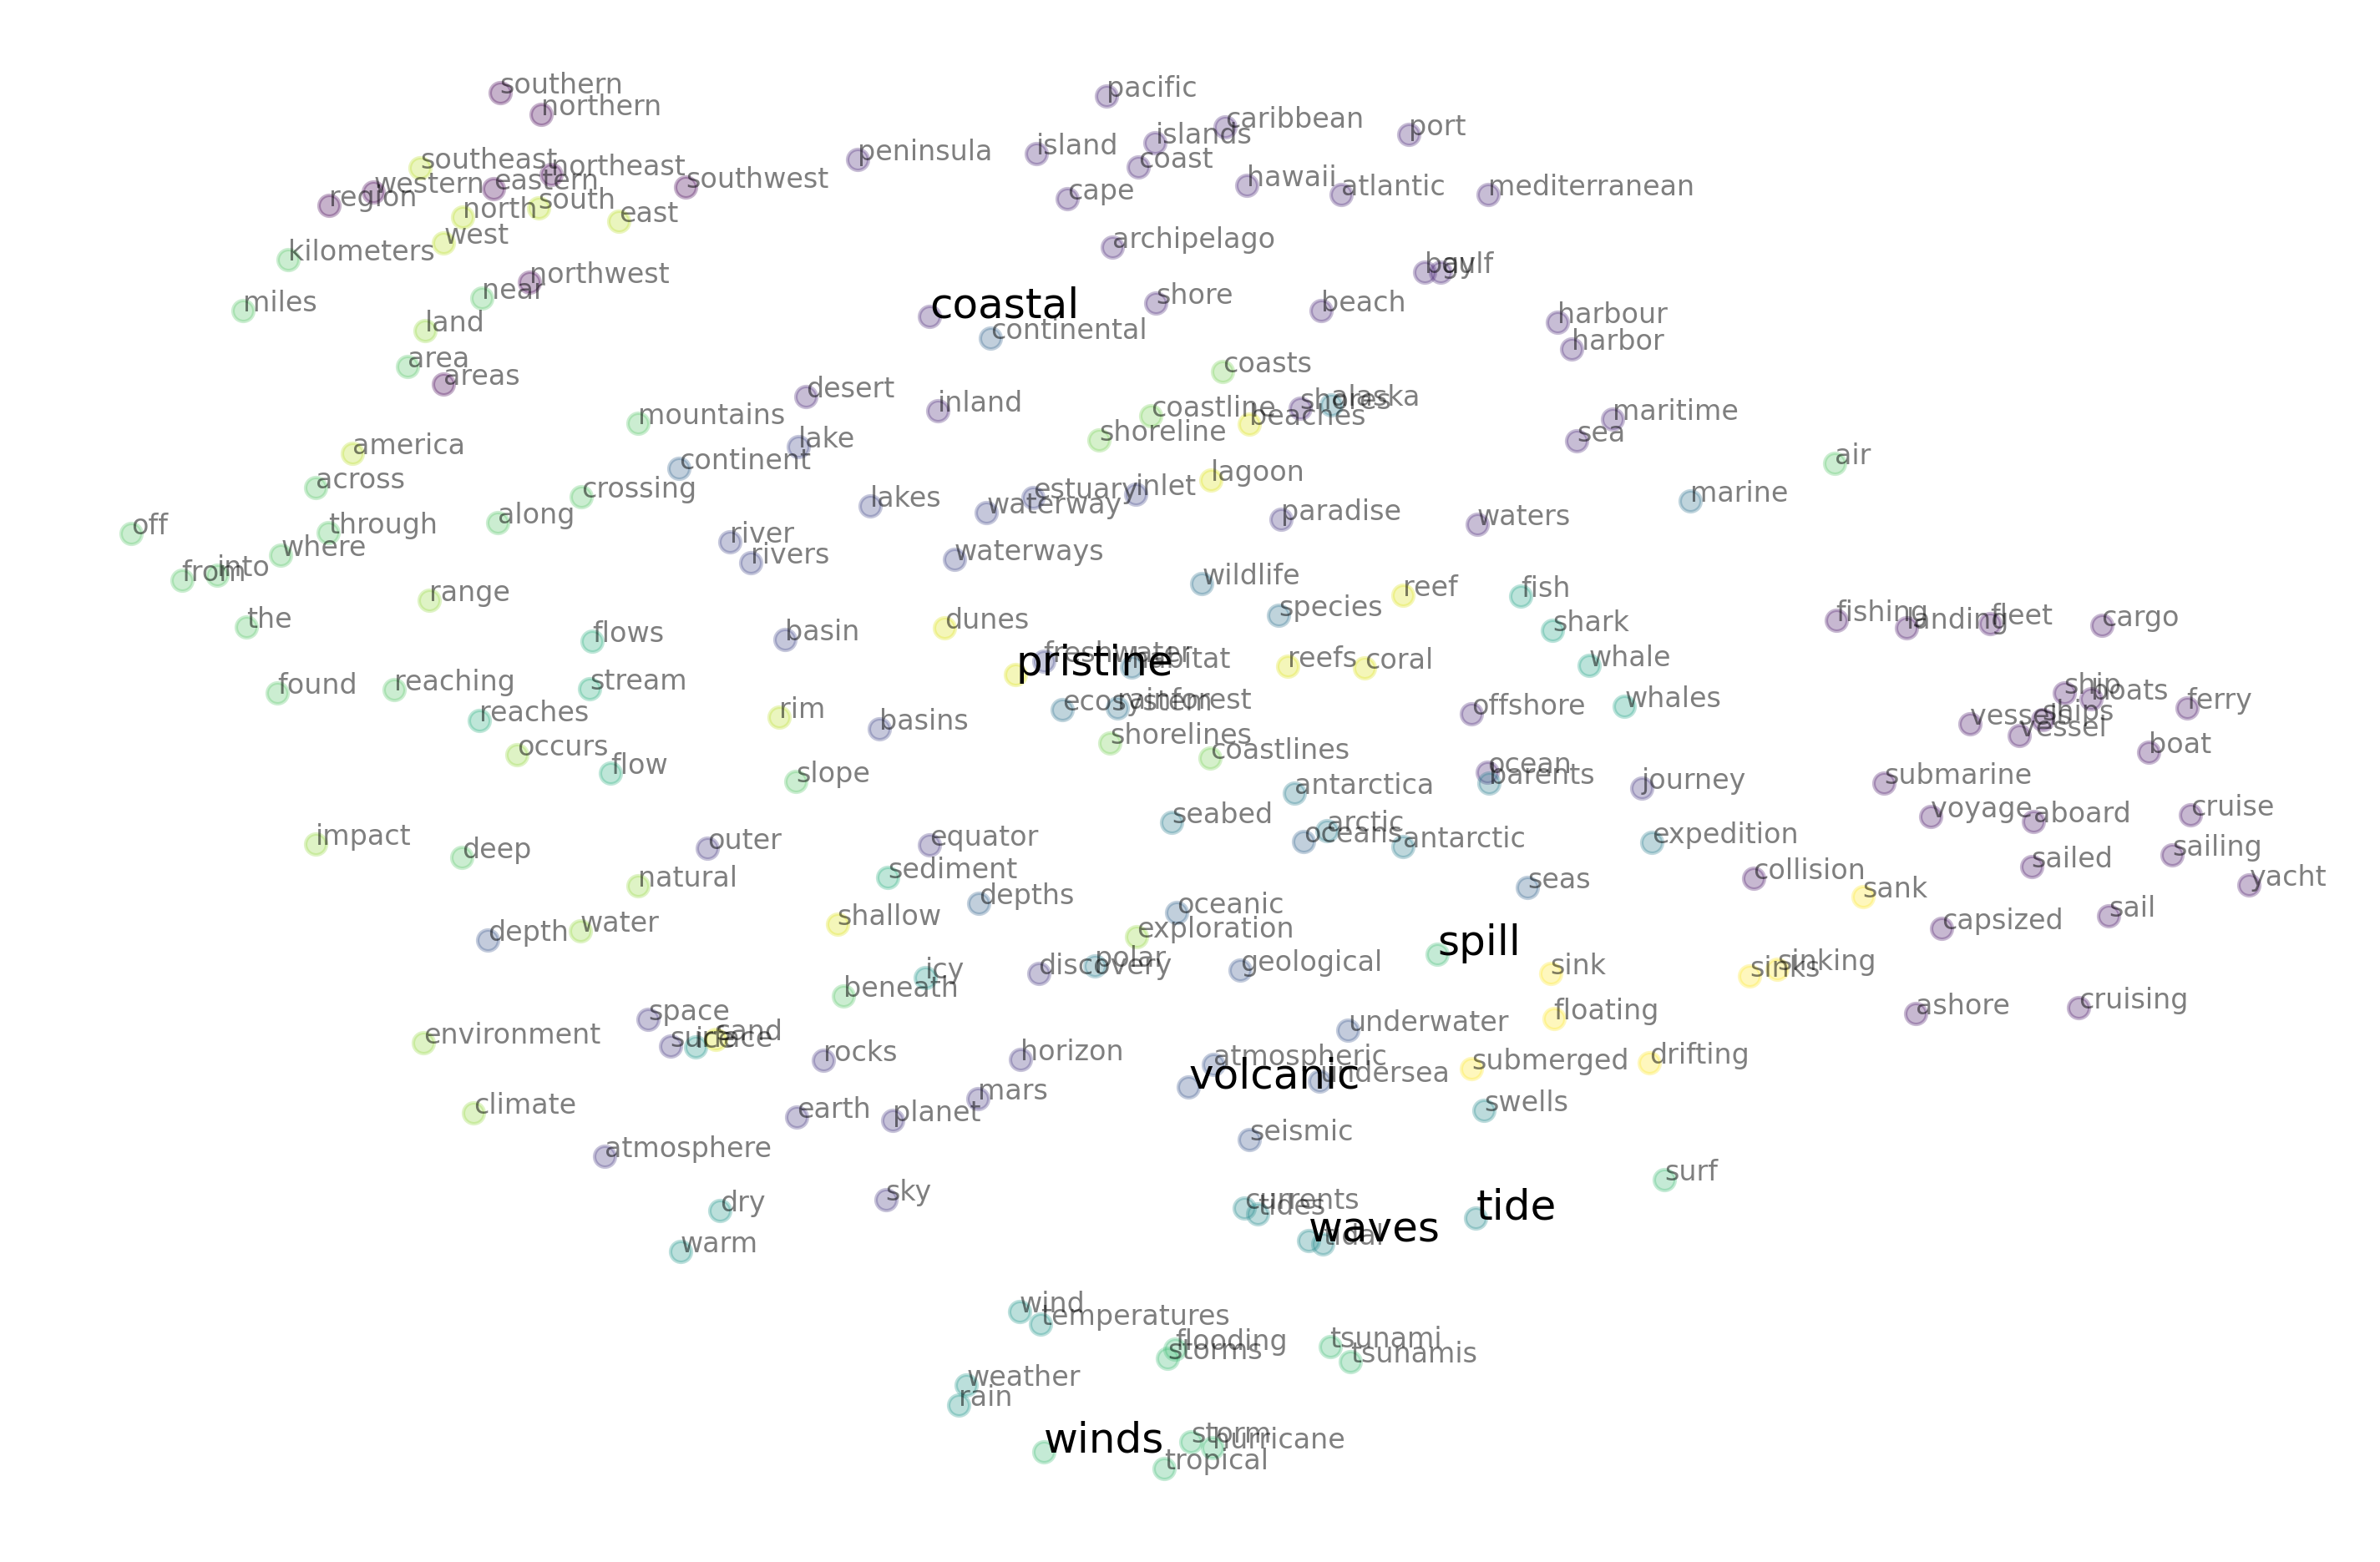 southern
pacific
northern
caribbean
port
islands
island
peninsula
coast
southeast
northeast
southwest
western
eastern
hawaii
atlantic
mediterranean
region
cape
north
south
east
west
archipelago
kilometers
northwest
bay
gulf
near
miles
coastal
shore
beach
harbour
land
continental
harbor
area
areas
coasts
desert
inland
shores
alaska
mountains
coastline
beaches
maritime
america
lake
shoreline
sea
continent
air
across
crossing
lagoon
lakes
estuary
inlet
marine
waterway
off
through
along
paradise
waters
where
river
rivers
waterways
from
into
wildlife
reef
fish
range
species
the
flows
basin
dunes
shark
fishing
landing
fleet
cargo
freshwater
pristine
habitat
reefs
coral
whale
found
reaching
stream
ecosystem
rainforest
offshore
whales
ship
boats
ferry
reaches
rim
basins
vessels
ships
vessel
occurs
shorelines
coastlines
boat
flow
slope
ocean
barents
antarctica
journey
submarine
seabed
voyage
aboard
cruise
impact
deep
outer
equator
arctic
oceans
antarctic
expedition
sailed
sailing
natural
sediment
collision
yacht
depths
seas
sank
shallow
oceanic
sail
depth
water
exploration
spill
capsized
icy
discovery
polar
geological
sink
sinks
sinking
beneath
space
underwater
floating
ashore
cruising
environment
surface
ice
sand
rocks
horizon
atmospheric
submerged
drifting
volcanic
undersea
mars
climate
earth
planet
swells
atmosphere
seismic
surf
dry
sky
currents
tides
tide
warm
waves
tidal
wind
temperatures
flooding
storms
tsunami
tsunamis
weather
rain
winds
storm
hurricane
tropical